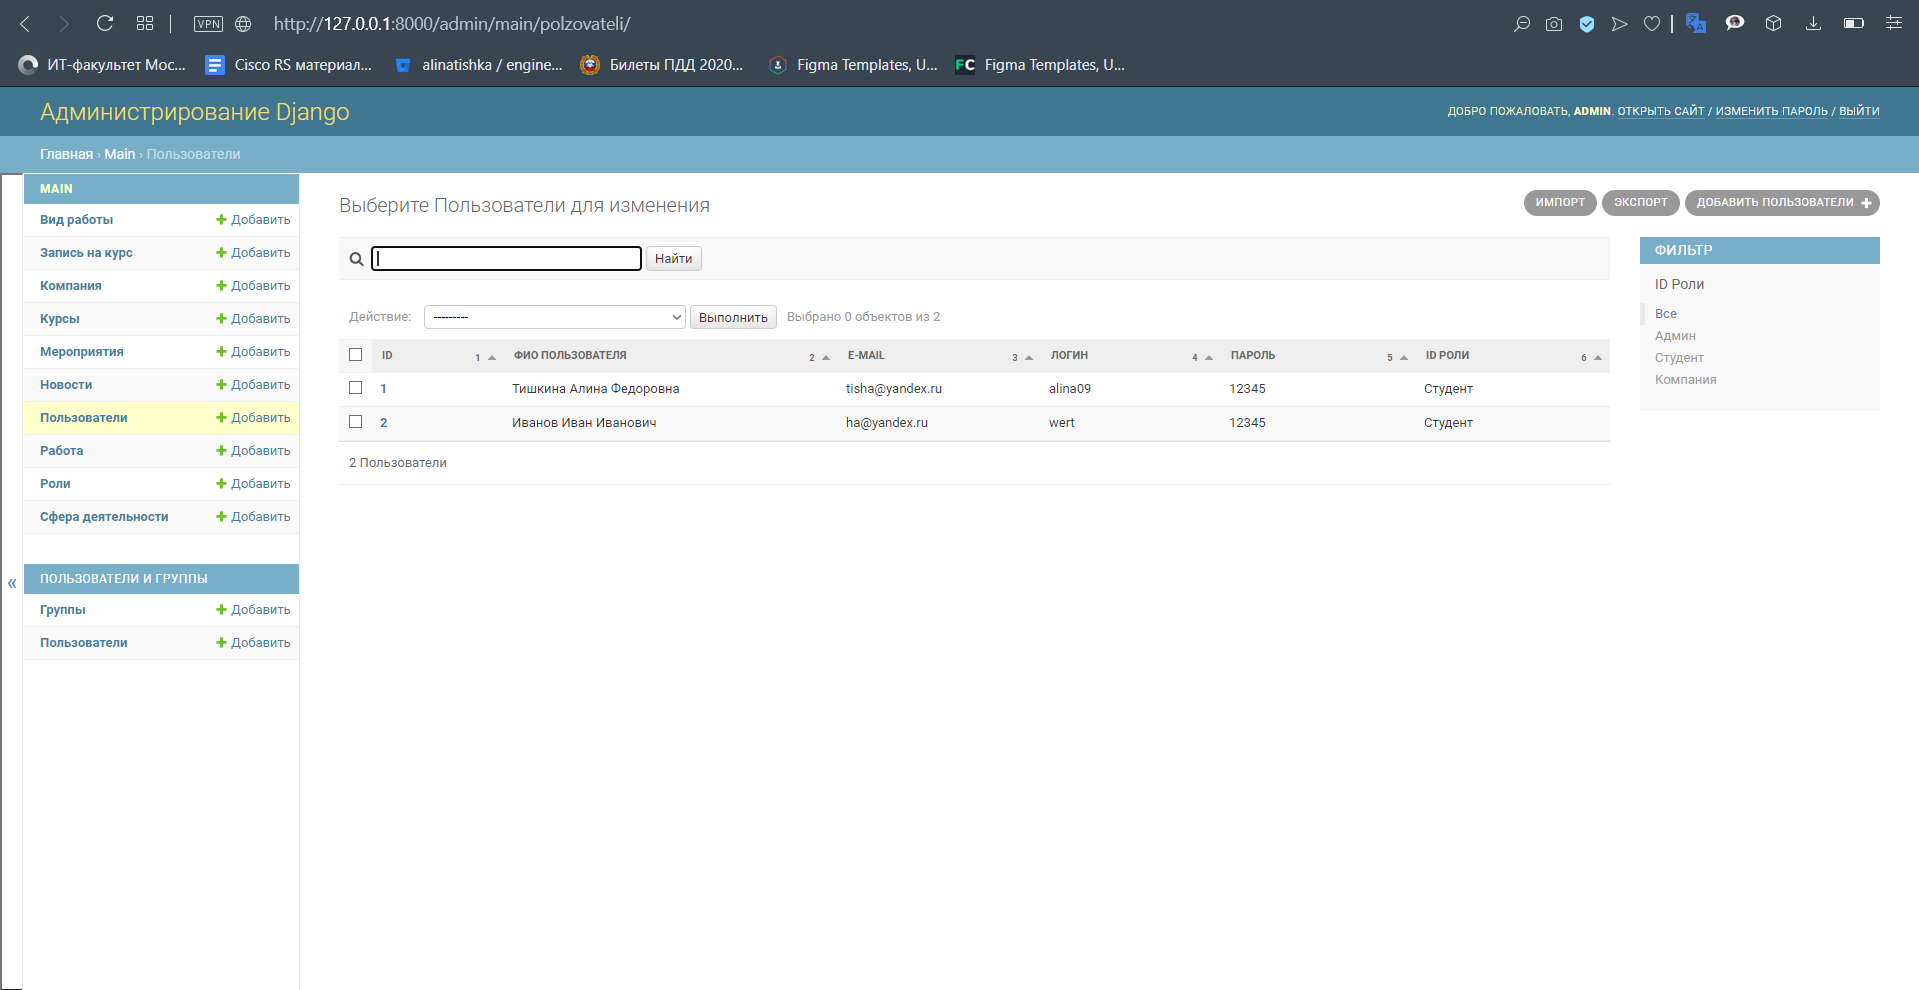 VPN http://127.0.0.1:8000/admin/main/polzovateli/
ИТ-факультет Мос... Cisco RS материал... alinatishka / engine... Билеты ПДД 2020... Figma Templates, U... FC Figma Templates, U...
Администрирование Django
ДОБРО ПОЖАЛОВАТЬ, ADMIN. ОТКРЫТЬ САЙТ / ИЗМЕНИТЬ ПАРОЛЬ / ВЫЙТИ
Главная › Main › Пользователи
MAIN
Вид работы Добавить
Запись на курс Добавить
Компания Добавить
Курсы Добавить
Мероприятия Добавить
Новости Добавить
Пользователи Добавить
Работа Добавить
Роли Добавить
Сфера деятельности Добавить
ПОЛЬЗОВАТЕЛИ И ГРУППЫ
Группы Добавить
Пользователи Добавить
«
Выберите Пользователи для изменения
ИМПОРТ ЭКСПОРТ ДОБАВИТЬ ПОЛЬЗОВАТЕЛИ
Найти
Действие: --------- Выполнить Выбрано 0 объектов из 2
ID 1 ФИО ПОЛЬЗОВАТЕЛЯ 2 E-MAIL 3 ЛОГИН 4 ПАРОЛЬ 5 ID РОЛИ 6
1 Тишкина Алина Федоровна tisha@yandex.ru alina09 12345 Студент
2 Иванов Иван Иванович ha@yandex.ru wert 12345 Студент
2 Пользователи
ФИЛЬТР
ID Роли
Все
Админ
Студент
Компания